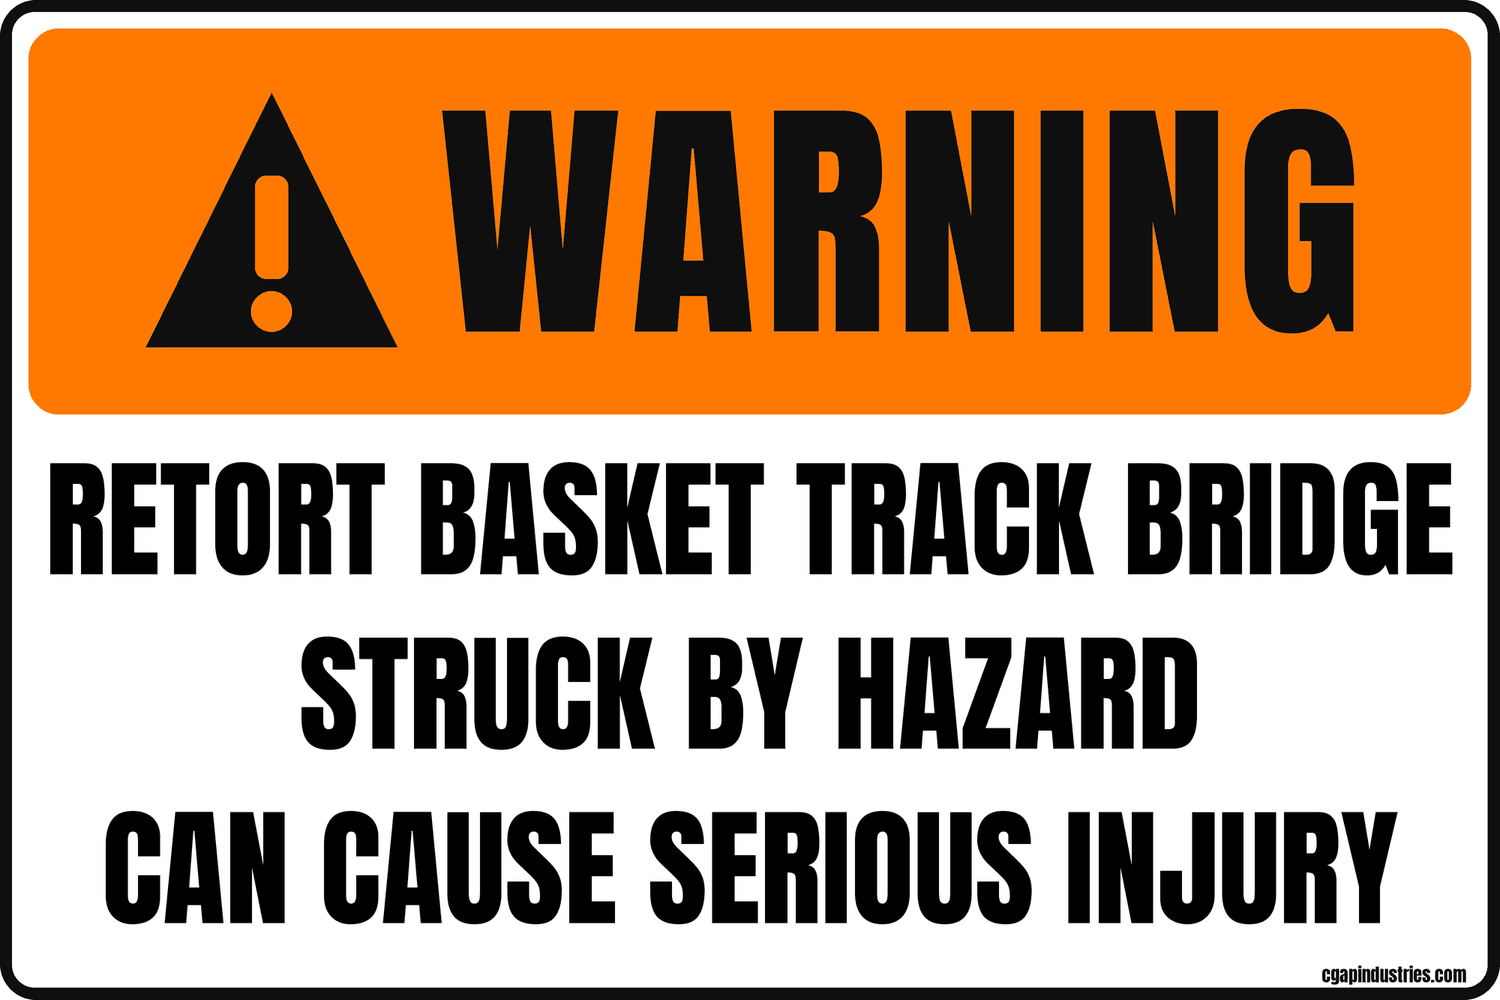 WARNING
RETORT BASKET TRACK BRIDGE
STRUCK BY HAZARD
CAN CAUSE SERIOUS INJURY
cgapindustries.com